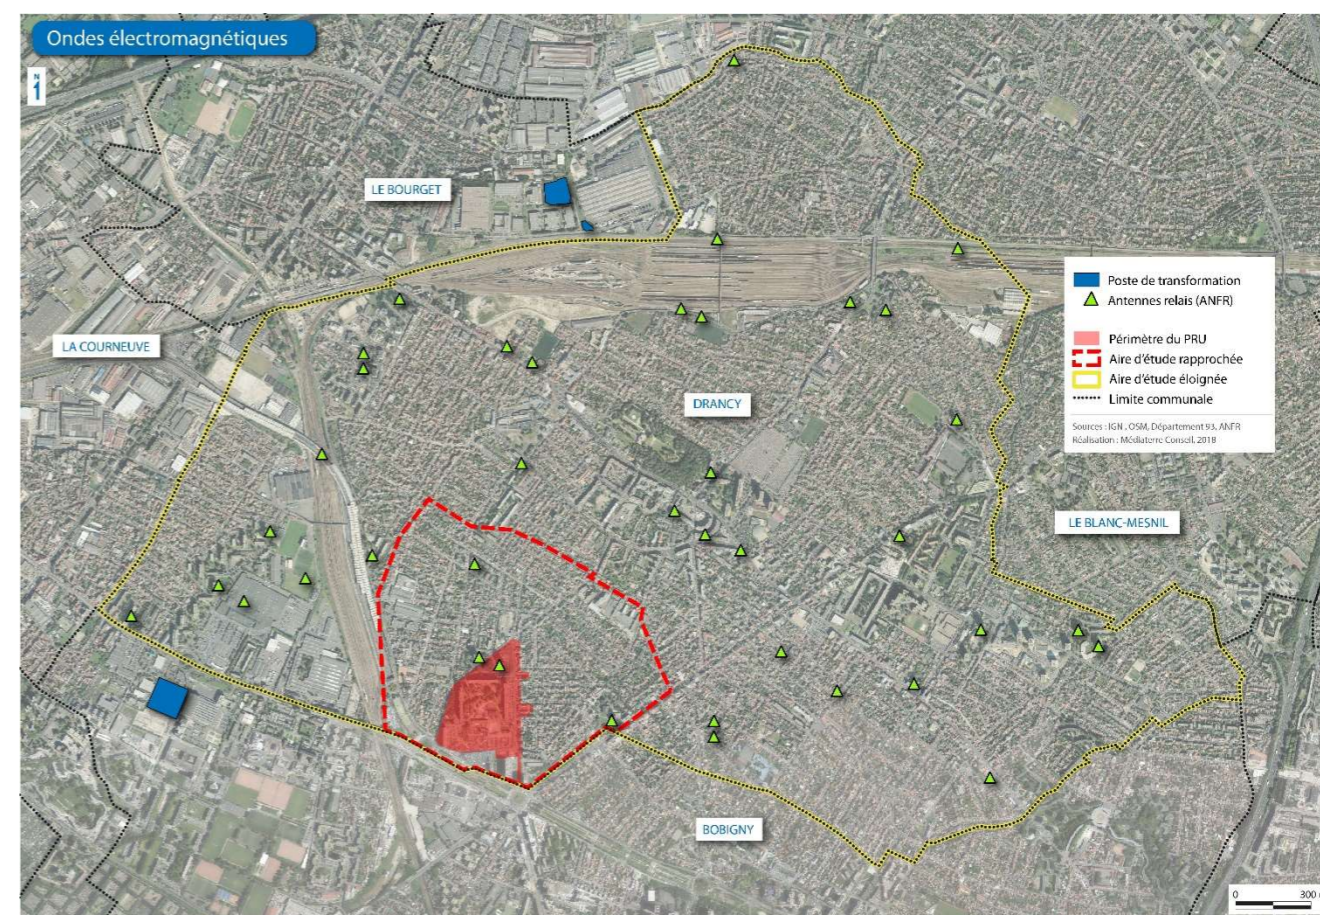 Ondes électromagnétiques
N
1
LE BOURGET
Poste de transformation
Antennes relais (ANFR)
LA COURNEUVE
Périmètre du PRU
Aire d'étude rapprochée
Aire d'étude éloignée
DRANCY
Limite communale
Sources : IGN , OSM, Département 93, ANFR
Réalisation : Médiaterre Conseil, 2018
LE BLANC-MESNIL
BOBIGNY
0 300